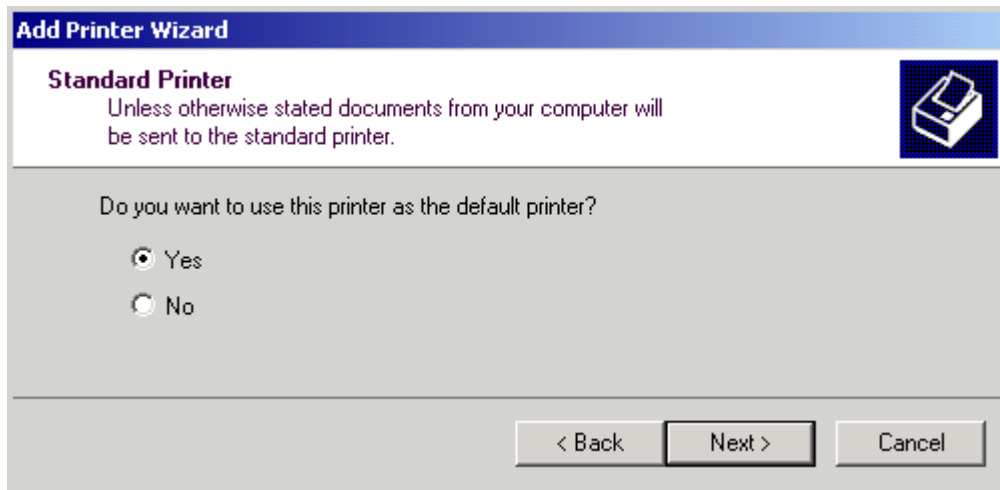 Add Printer Wizard
Standard Printer
Unless otherwise stated documents from your computer will
be sent to the standard printer.
Do you want to use this printer as the default printer?
Yes
No
< Back Next > Cancel